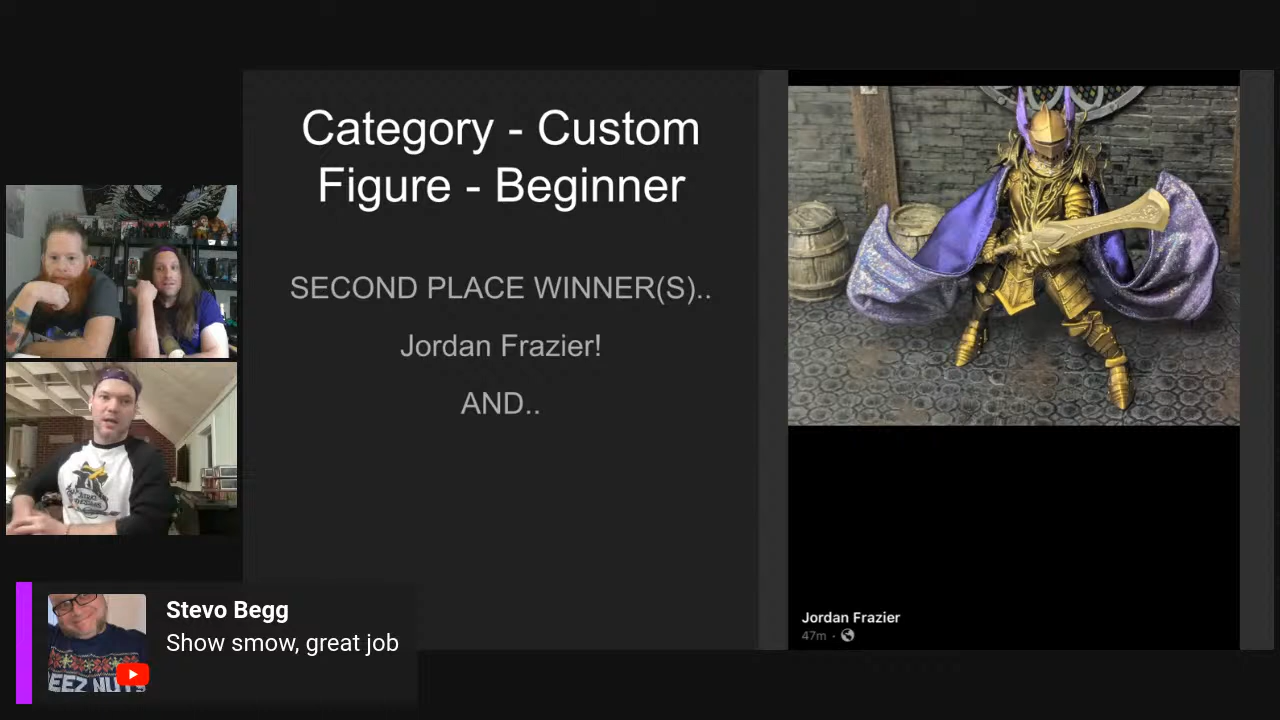 Category - Custom
Figure - Beginner
SECOND PLACE WINNER(S)..
Jordan Frazier!
AND..
Jordan Frazier
47m ·
Stevo Begg
Show smow, great job
EEZ NUTS